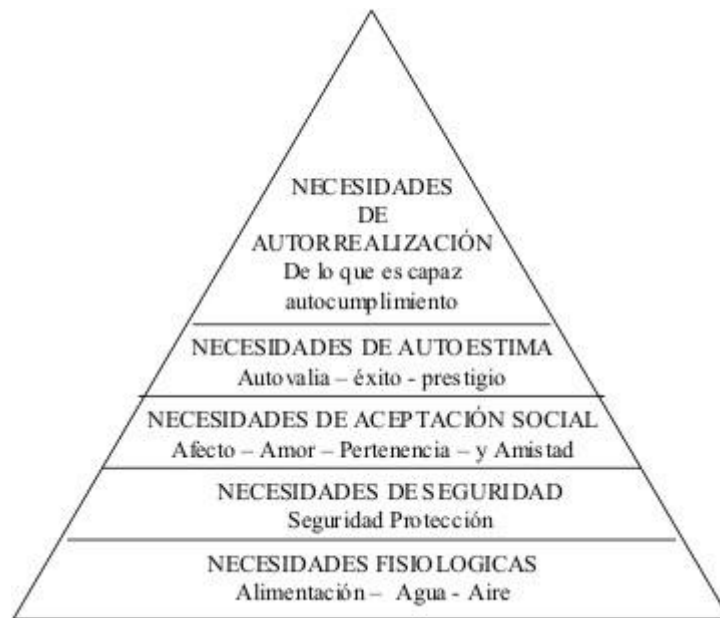 NECESIDADES
DE
AUTORREALIZACIÓN
De lo que es capaz
autocumplimiento
NECESIDADES DE AUTOESTIMA
Autovalia – éxito - prestigio
NECESIDADES DE ACEPTACIÓN SOCIAL
Afecto – Amor – Pertenencia – y Amistad
NECESIDADES DE SEGURIDAD
Seguridad Protección
NECESIDADES FISIOLOGICAS
Alimentación – Agua - Aire